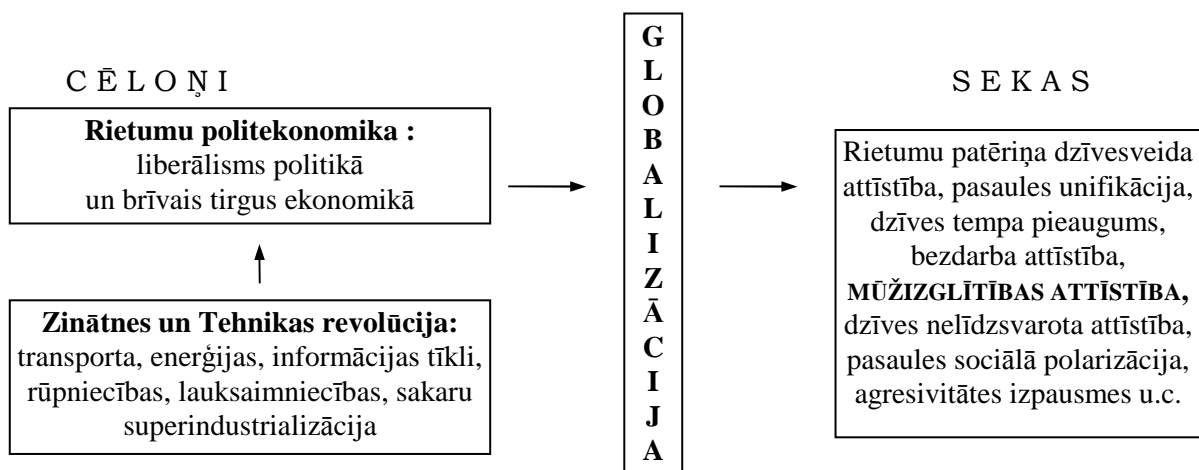 C Ē L O Ņ I
Rietumu politekonomika :
liberālisms politikā
un brīvais tirgus ekonomikā
Zinātnes un Tehnikas revolūcija:
transporta, enerģijas, informācijas tīkli,
rūpniecības, lauksaimniecības, sakaru
superindustrializācija
G
L
O
B
A
L
I
Z
Ā
C
I
J
A
S E K A S
Rietumu patēriņa dzīvesveida
attīstība, pasaules unifikācija,
dzīves tempa pieaugums,
bezdarba attīstība,
MŪŽIZGLĪTĪBAS ATTĪSTĪBA,
dzīves nelīdzsvarota attīstība,
pasaules sociālā polarizācija,
agresivitātes izpausmes u.c.